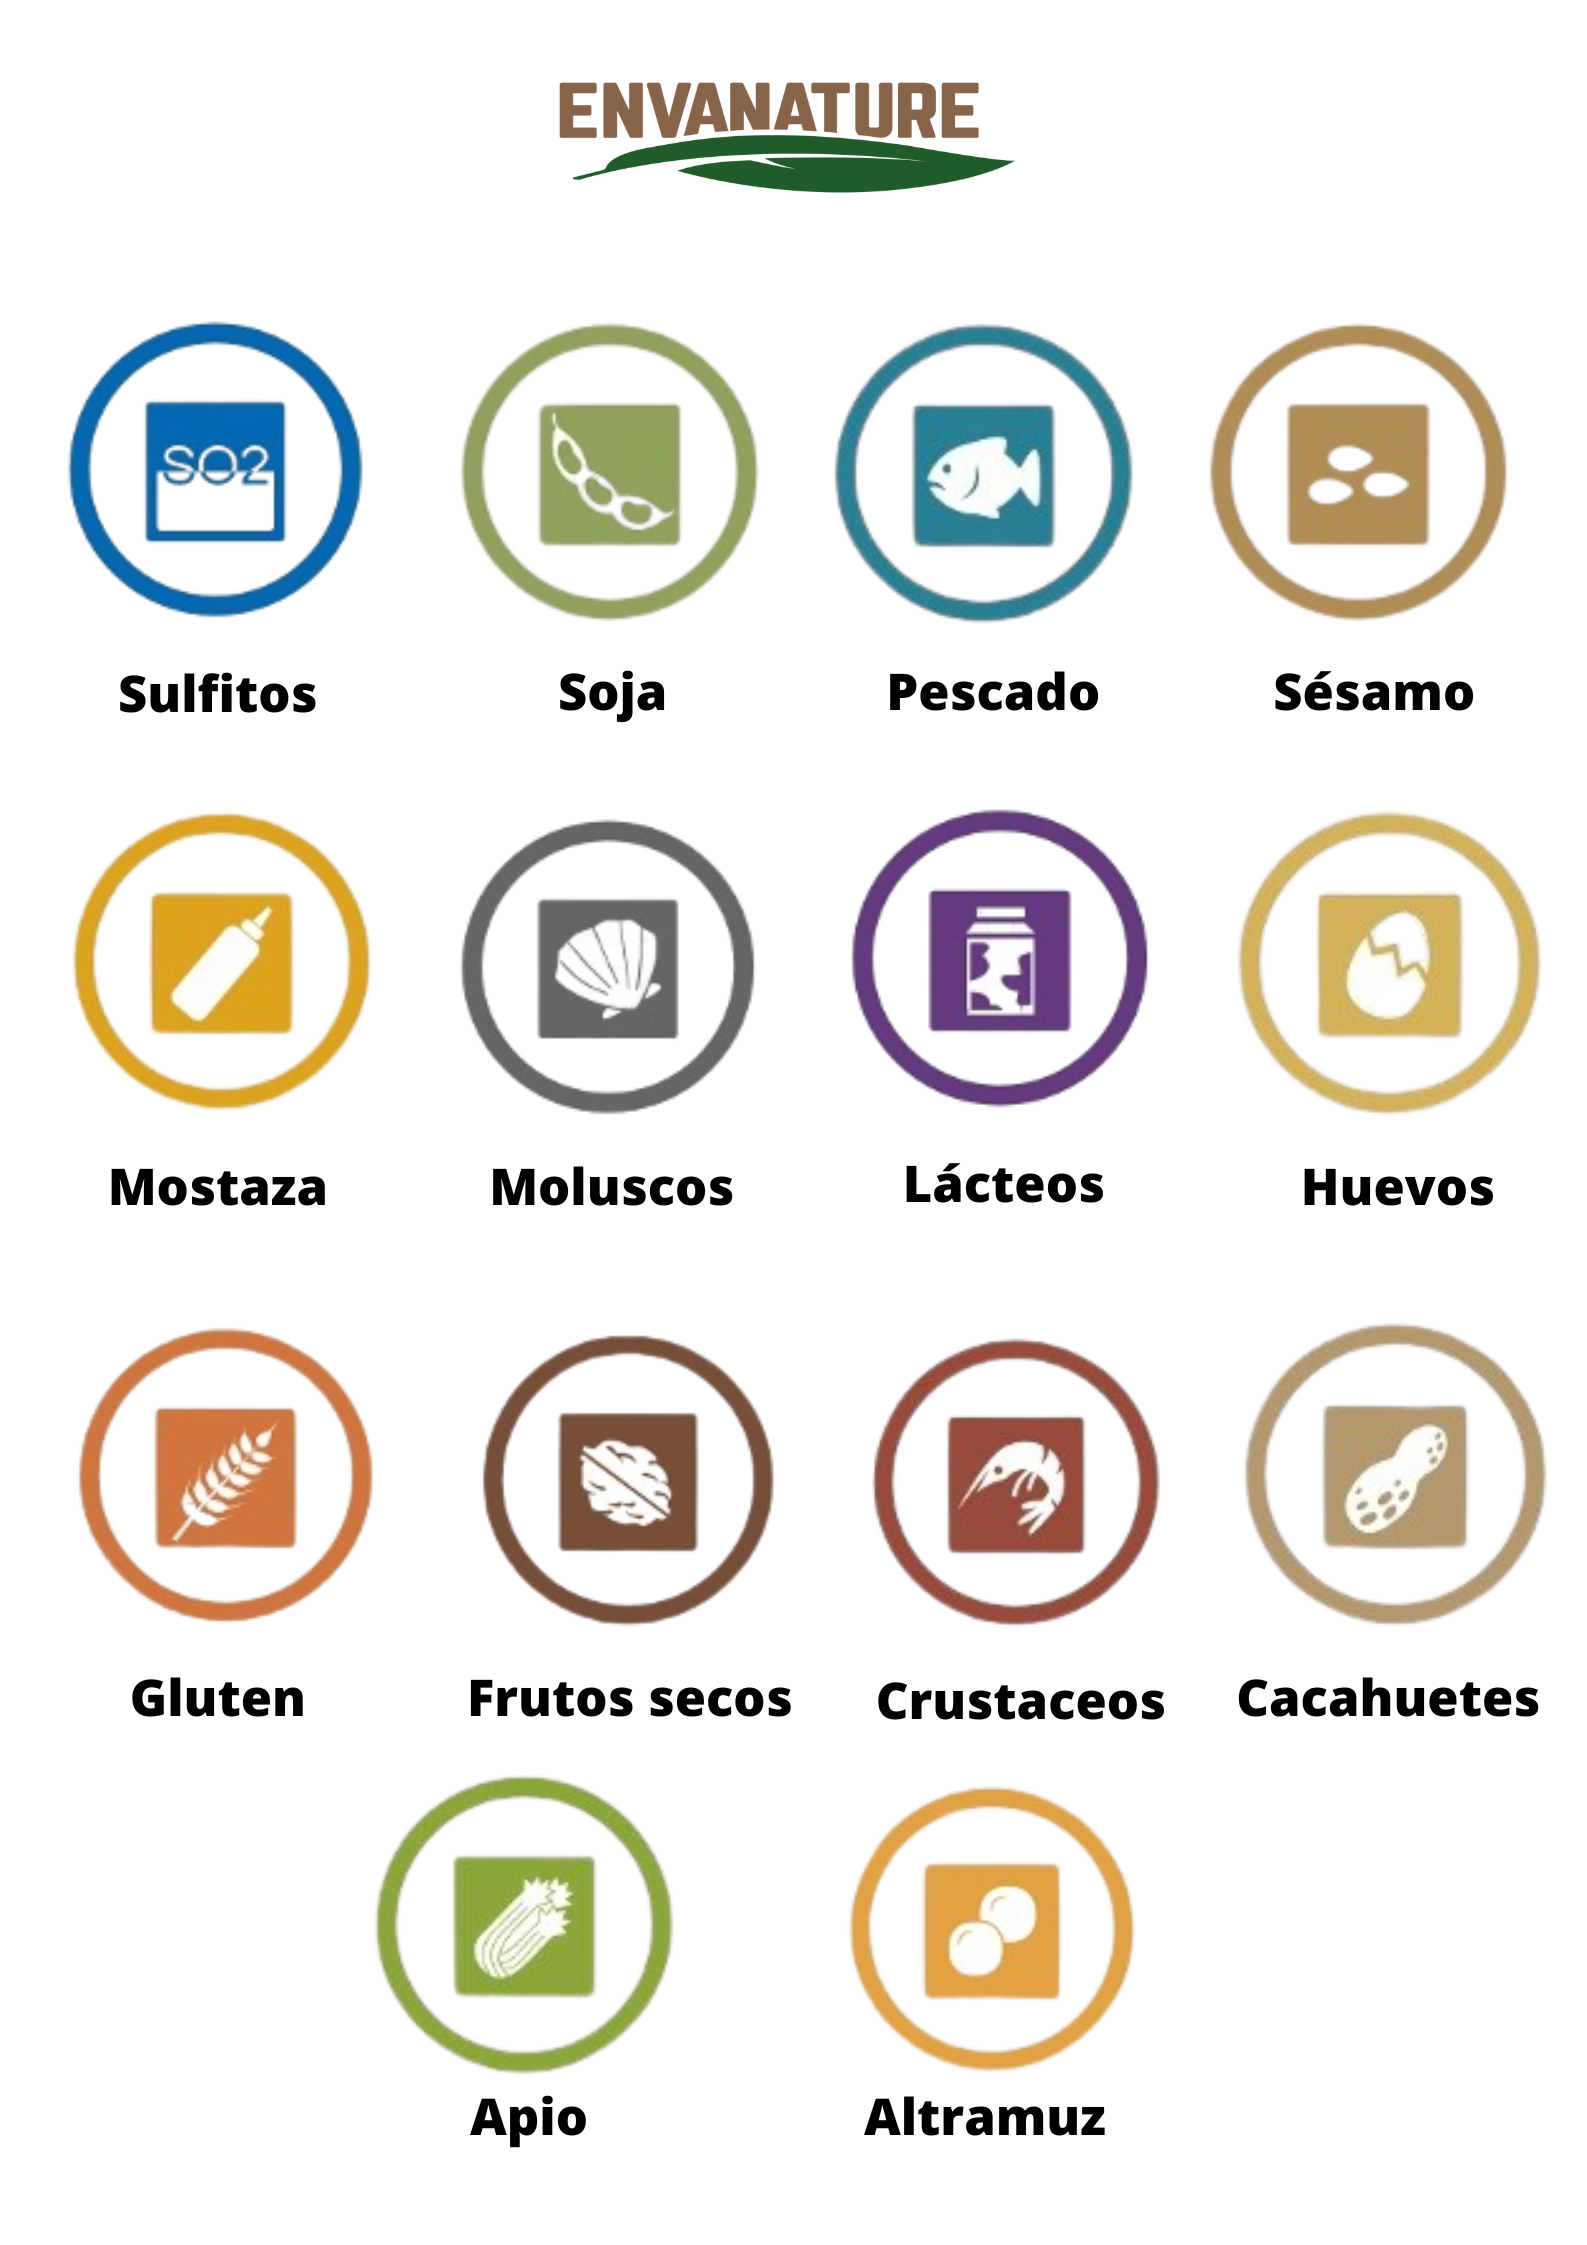 ENVANATURE
SO2
Sulfitos
Soja
Pescado
Sésamo
Mostaza
Moluscos
Lácteos
Huevos
Gluten
Frutos secos
Crustaceos
Cacahuetes
Apio
Altramuz